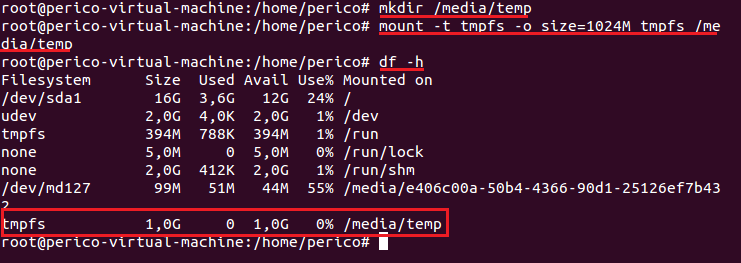 root@perico-virtual-machine:/home/perico# mkdir /media/temp
root@perico-virtual-machine:/home/perico# mount -t tmpfs -o size=1024M tmpfs /me
dia/temp
root@perico-virtual-machine:/home/perico# df -h
Filesystem      Size  Used Avail Use% Mounted on
/dev/sda1        16G  3,6G   12G  24% /
udev            2,0G  4,0K  2,0G   1% /dev
tmpfs           394M  788K  394M   1% /run
none            5,0M     0  5,0M   0% /run/lock
none            2,0G  412K  2,0G   1% /run/shm
/dev/md127       99M   51M   44M  55% /media/e406c00a-50b4-4366-90d1-25126ef7b43
2
tmpfs           1,0G     0  1,0G   0% /media/temp
root@perico-virtual-machine:/home/perico#